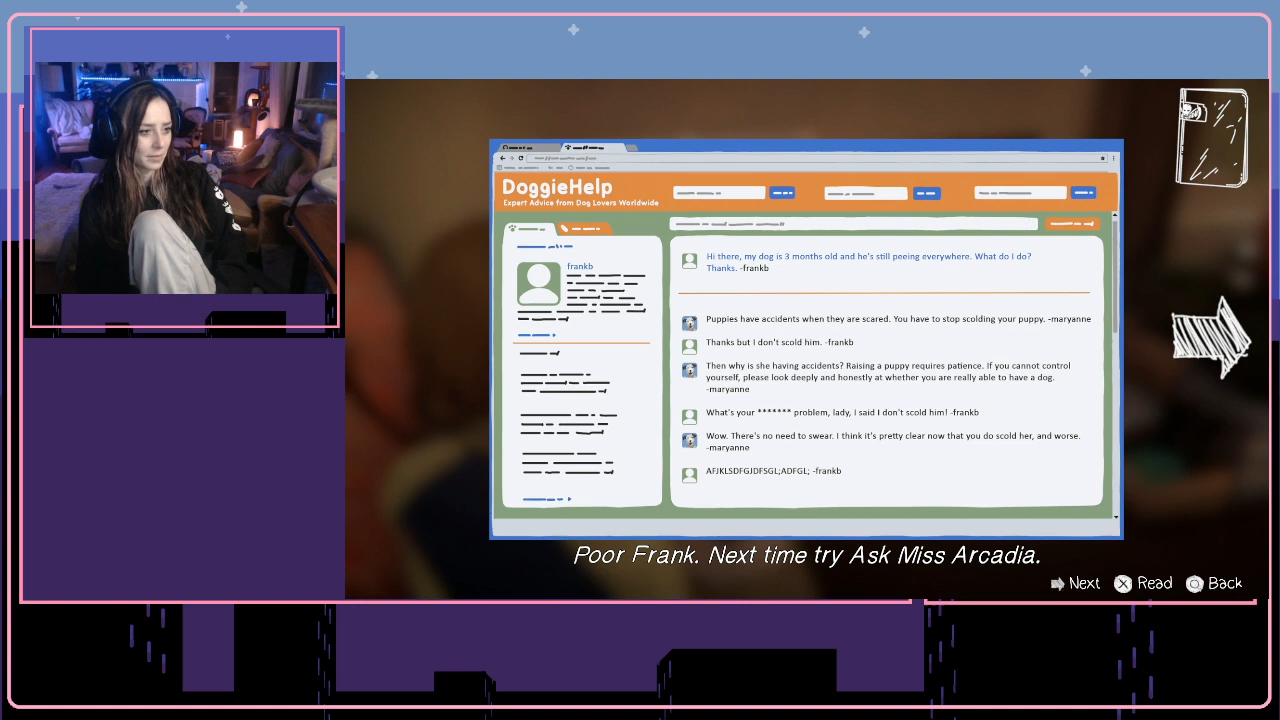 DoggieHelp
Expert Advice from Dog Lovers Worldwide
frankb
Hi there, my dog is 3 months old and he's still peeing everywhere. What do I do?
Thanks. -frankb
Puppies have accidents when they are scared. You have to stop scolding your puppy. -maryanne
Thanks but I don't scold him. -frankb
Then why is she having accidents? Raising a puppy requires patience. If you cannot control
yourself, please look deeply and honestly at whether you are really able to have a dog.
-maryanne
What's your ******* problem, lady, I said I don't scold him! -frankb
Wow. There's no need to swear. I think it's pretty clear now that you do scold her, and worse.
-maryanne
AFJKLSDFGJDFSGL;ADFGL; -frankb
Poor Frank. Next time try Ask Miss Arcadia.
Next Read Back